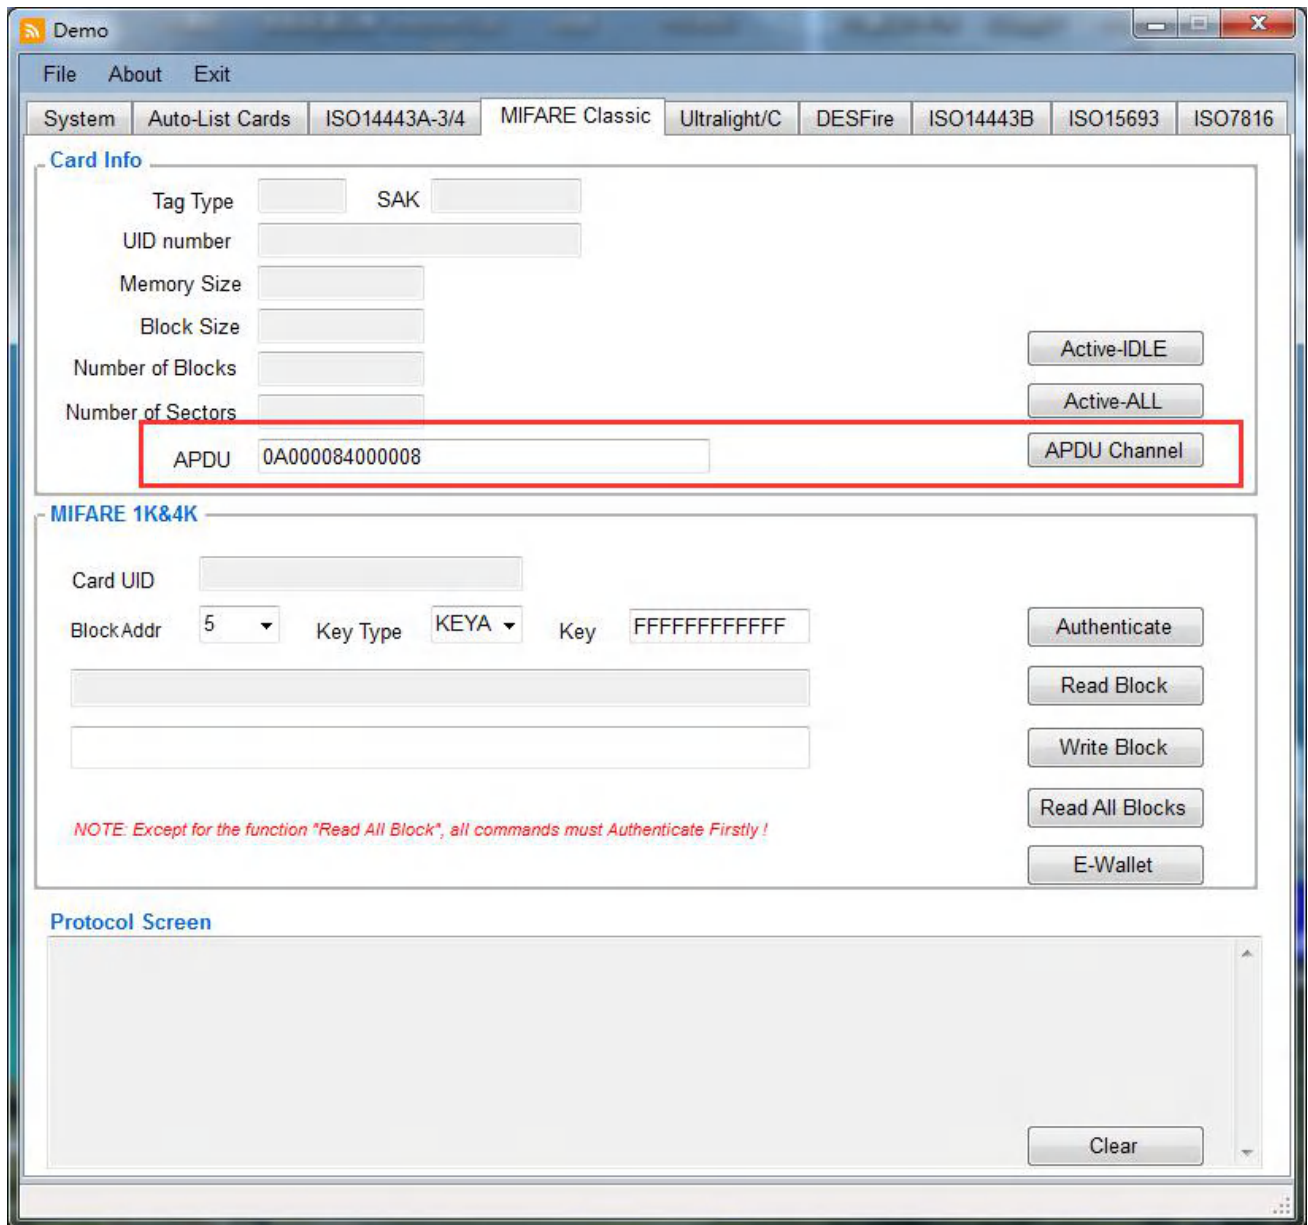 Demo
File About Exit
System Auto-List Cards ISO14443A-3/4 MIFARE Classic Ultralight/C DESFire ISO14443B ISO15693 ISO7816
Card Info
Tag Type SAK
UID number
Memory Size
Block Size
Active-IDLE
Number of Blocks
Active-ALL
Number of Sectors
APDU 0A000084000008 APDU Channel
MIFARE 1K&4K
Card UID
BlockAddr 5 Key Type KEYA Key FFFFFFFFFFFF Authenticate
Read Block
Write Block
Read All Blocks
NOTE: Except for the function "Read All Block", all commands must Authenticate Firstly !
E-Wallet
Protocol Screen
Clear